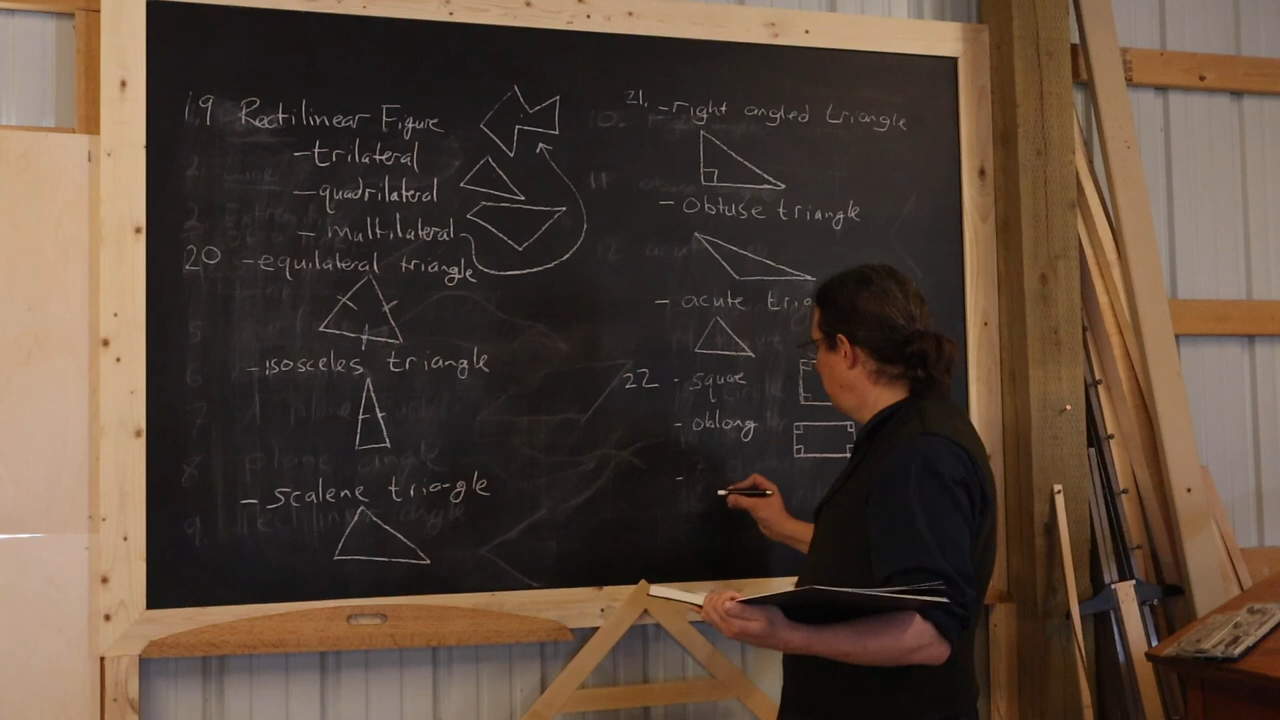 19 Rectilinear Figure
-trilateral
-quadrilateral
- multilateral
20 -equilateral triangle
-isosceles triangle
- scalene triangle
21. -right angled triangle
- obtuse triangle
- acute
22 - square
- oblong
-